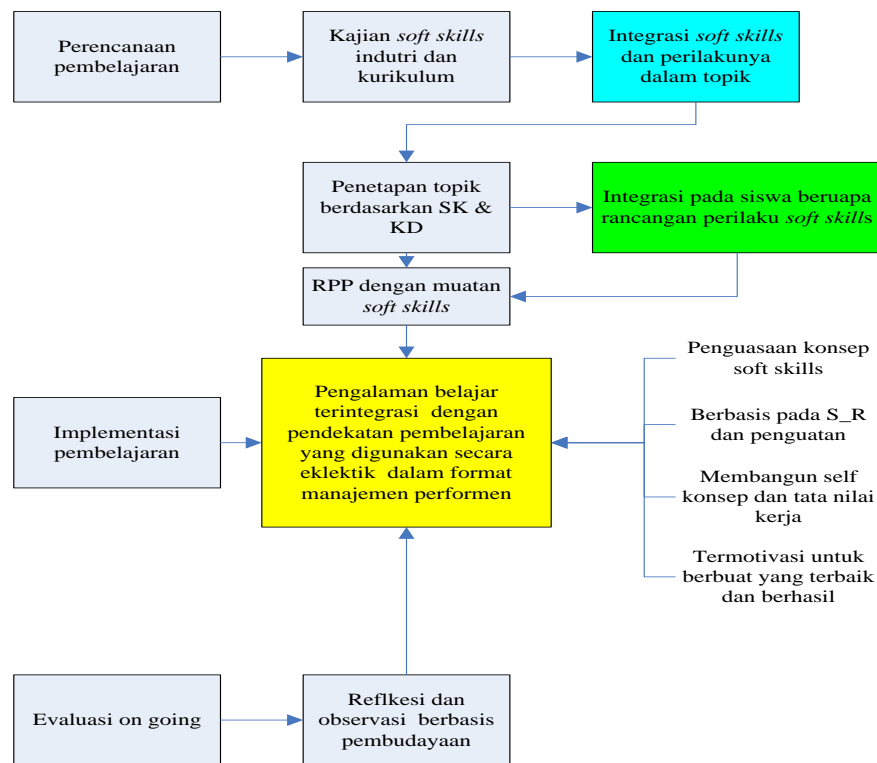 Perencanaan
pembelajaran
Kajian soft skills
indutri dan
kurikulum
Integrasi soft skills
dan perilakunya
dalam topik
Penetapan topik
berdasarkan SK &
KD
Integrasi pada siswa beruapa
rancangan perilaku soft skills
RPP dengan muatan
soft skills
Implementasi
pembelajaran
Pengalaman belajar
terintegrasi dengan
pendekatan pembelajaran
yang digunakan secara
eklektik dalam format
manajemen performen
Penguasaan konsep
soft skills
Berbasis pada S_R
dan penguatan
Membangun self
konsep dan tata nilai
kerja
Termotivasi untuk
berbuat yang terbaik
dan berhasil
Evaluasi on going
Reflkesi dan
observasi berbasis
pembudayaan